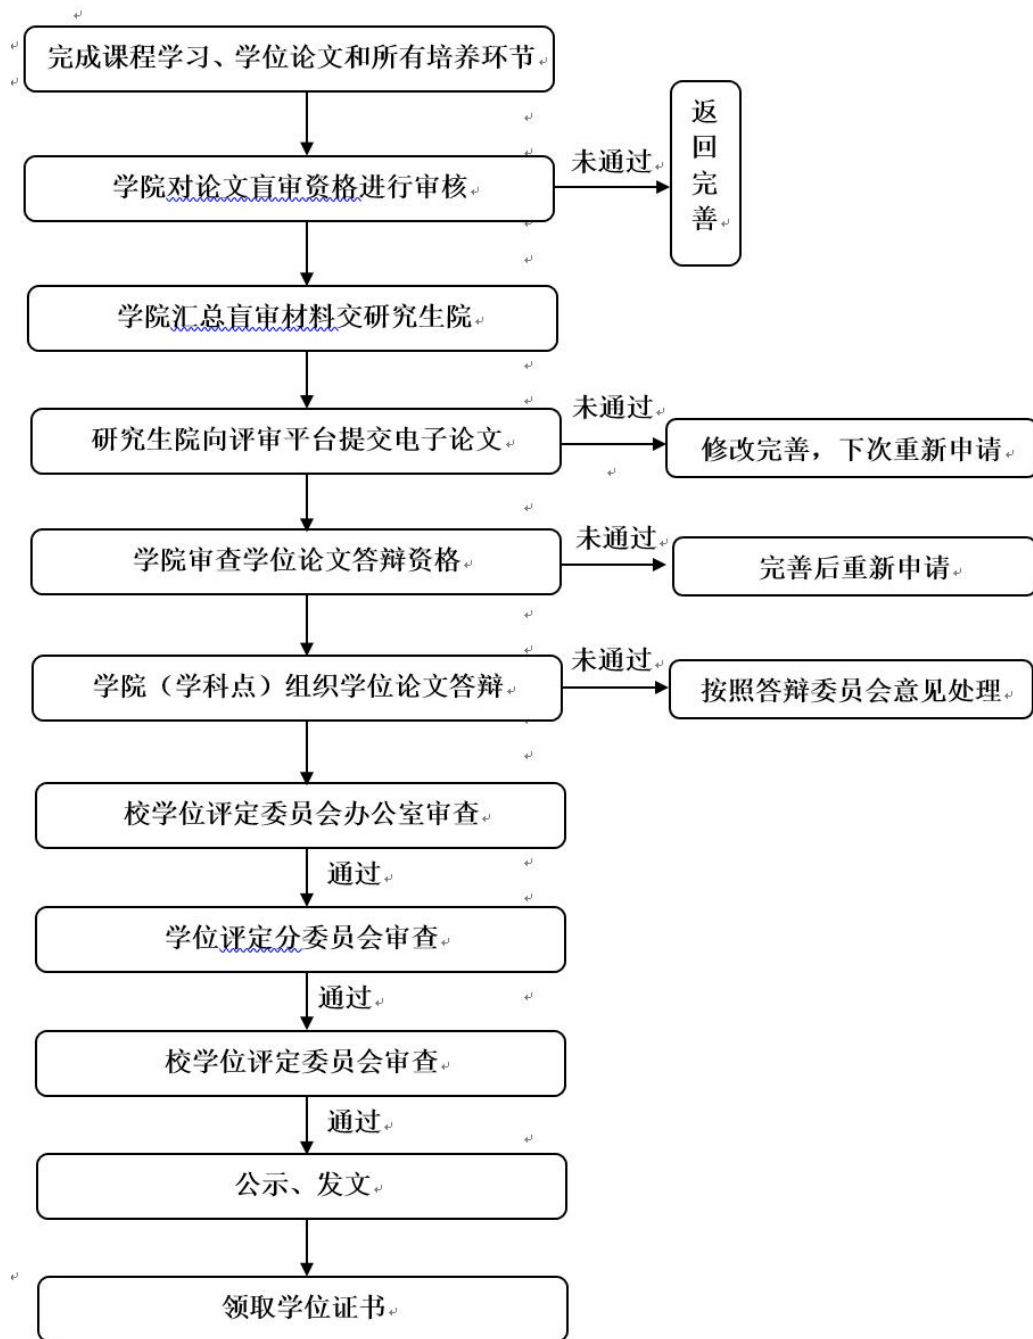 完成课程学习、学位论文和所有培养环节
学院对论文盲审资格进行审核
未通过
返
回
完
善
学院汇总盲审材料交研究生院
研究生院向评审平台提交电子论文
未通过
修改完善，下次重新申请
学院审查学位论文答辩资格
未通过
完善后重新申请
学院（学科点）组织学位论文答辩
未通过
按照答辩委员会意见处理
校学位评定委员会办公室审查
通过
学位评定分委员会审查
通过
校学位评定委员会审查
通过
公示、发文
领取学位证书